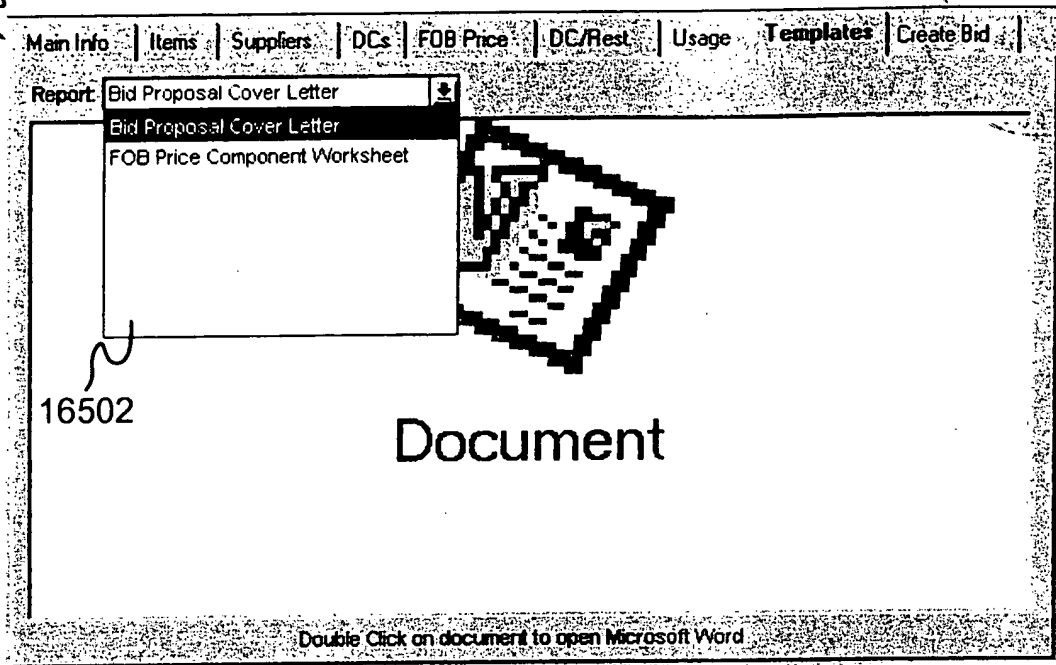 Main Info Items Suppliers DCs FOB Price DC/Rest. Usage Templates Create Bid
Report: Bid Proposal Cover Letter
Bid Proposal Cover Letter
FOB Price Component Worksheet
16502
Document
Double Click on document to open Microsoft Word